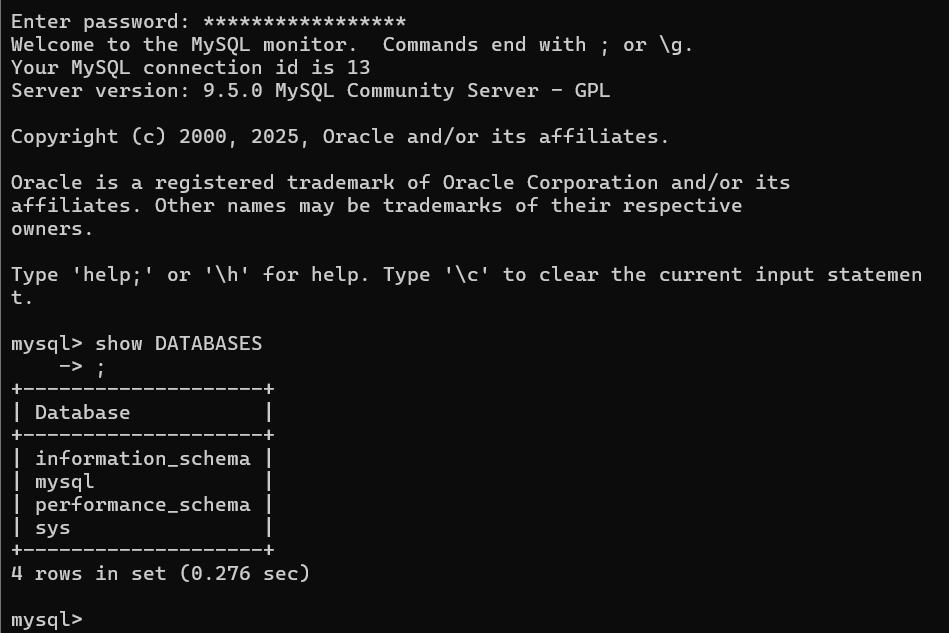 Enter password: *****************
Welcome to the MySQL monitor.  Commands end with ; or \g.
Your MySQL connection id is 13
Server version: 9.5.0 MySQL Community Server - GPL

Copyright (c) 2000, 2025, Oracle and/or its affiliates.

Oracle is a registered trademark of Oracle Corporation and/or its
affiliates. Other names may be trademarks of their respective
owners.

Type 'help;' or '\h' for help. Type '\c' to clear the current input statemen
t.

mysql> show DATABASES
    -> ;
+--------------------+
| Database           |
+--------------------+
| information_schema |
| mysql              |
| performance_schema |
| sys                |
+--------------------+
4 rows in set (0.276 sec)

mysql>